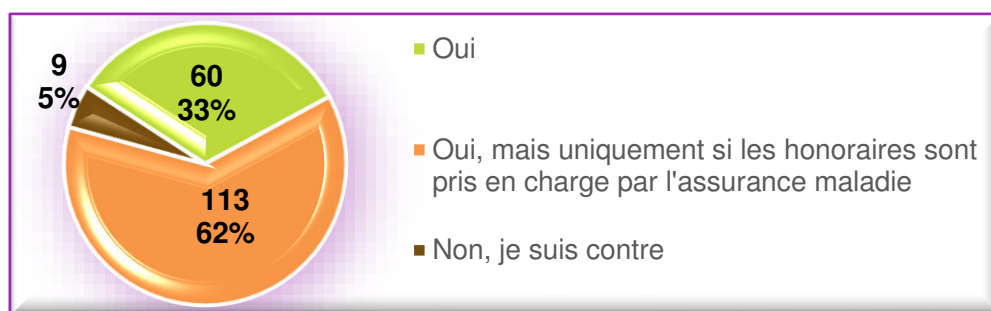 9
5%
60
33%
113
62%
Oui
Oui, mais uniquement si les honoraires sont
pris en charge par l'assurance maladie
Non, je suis contre